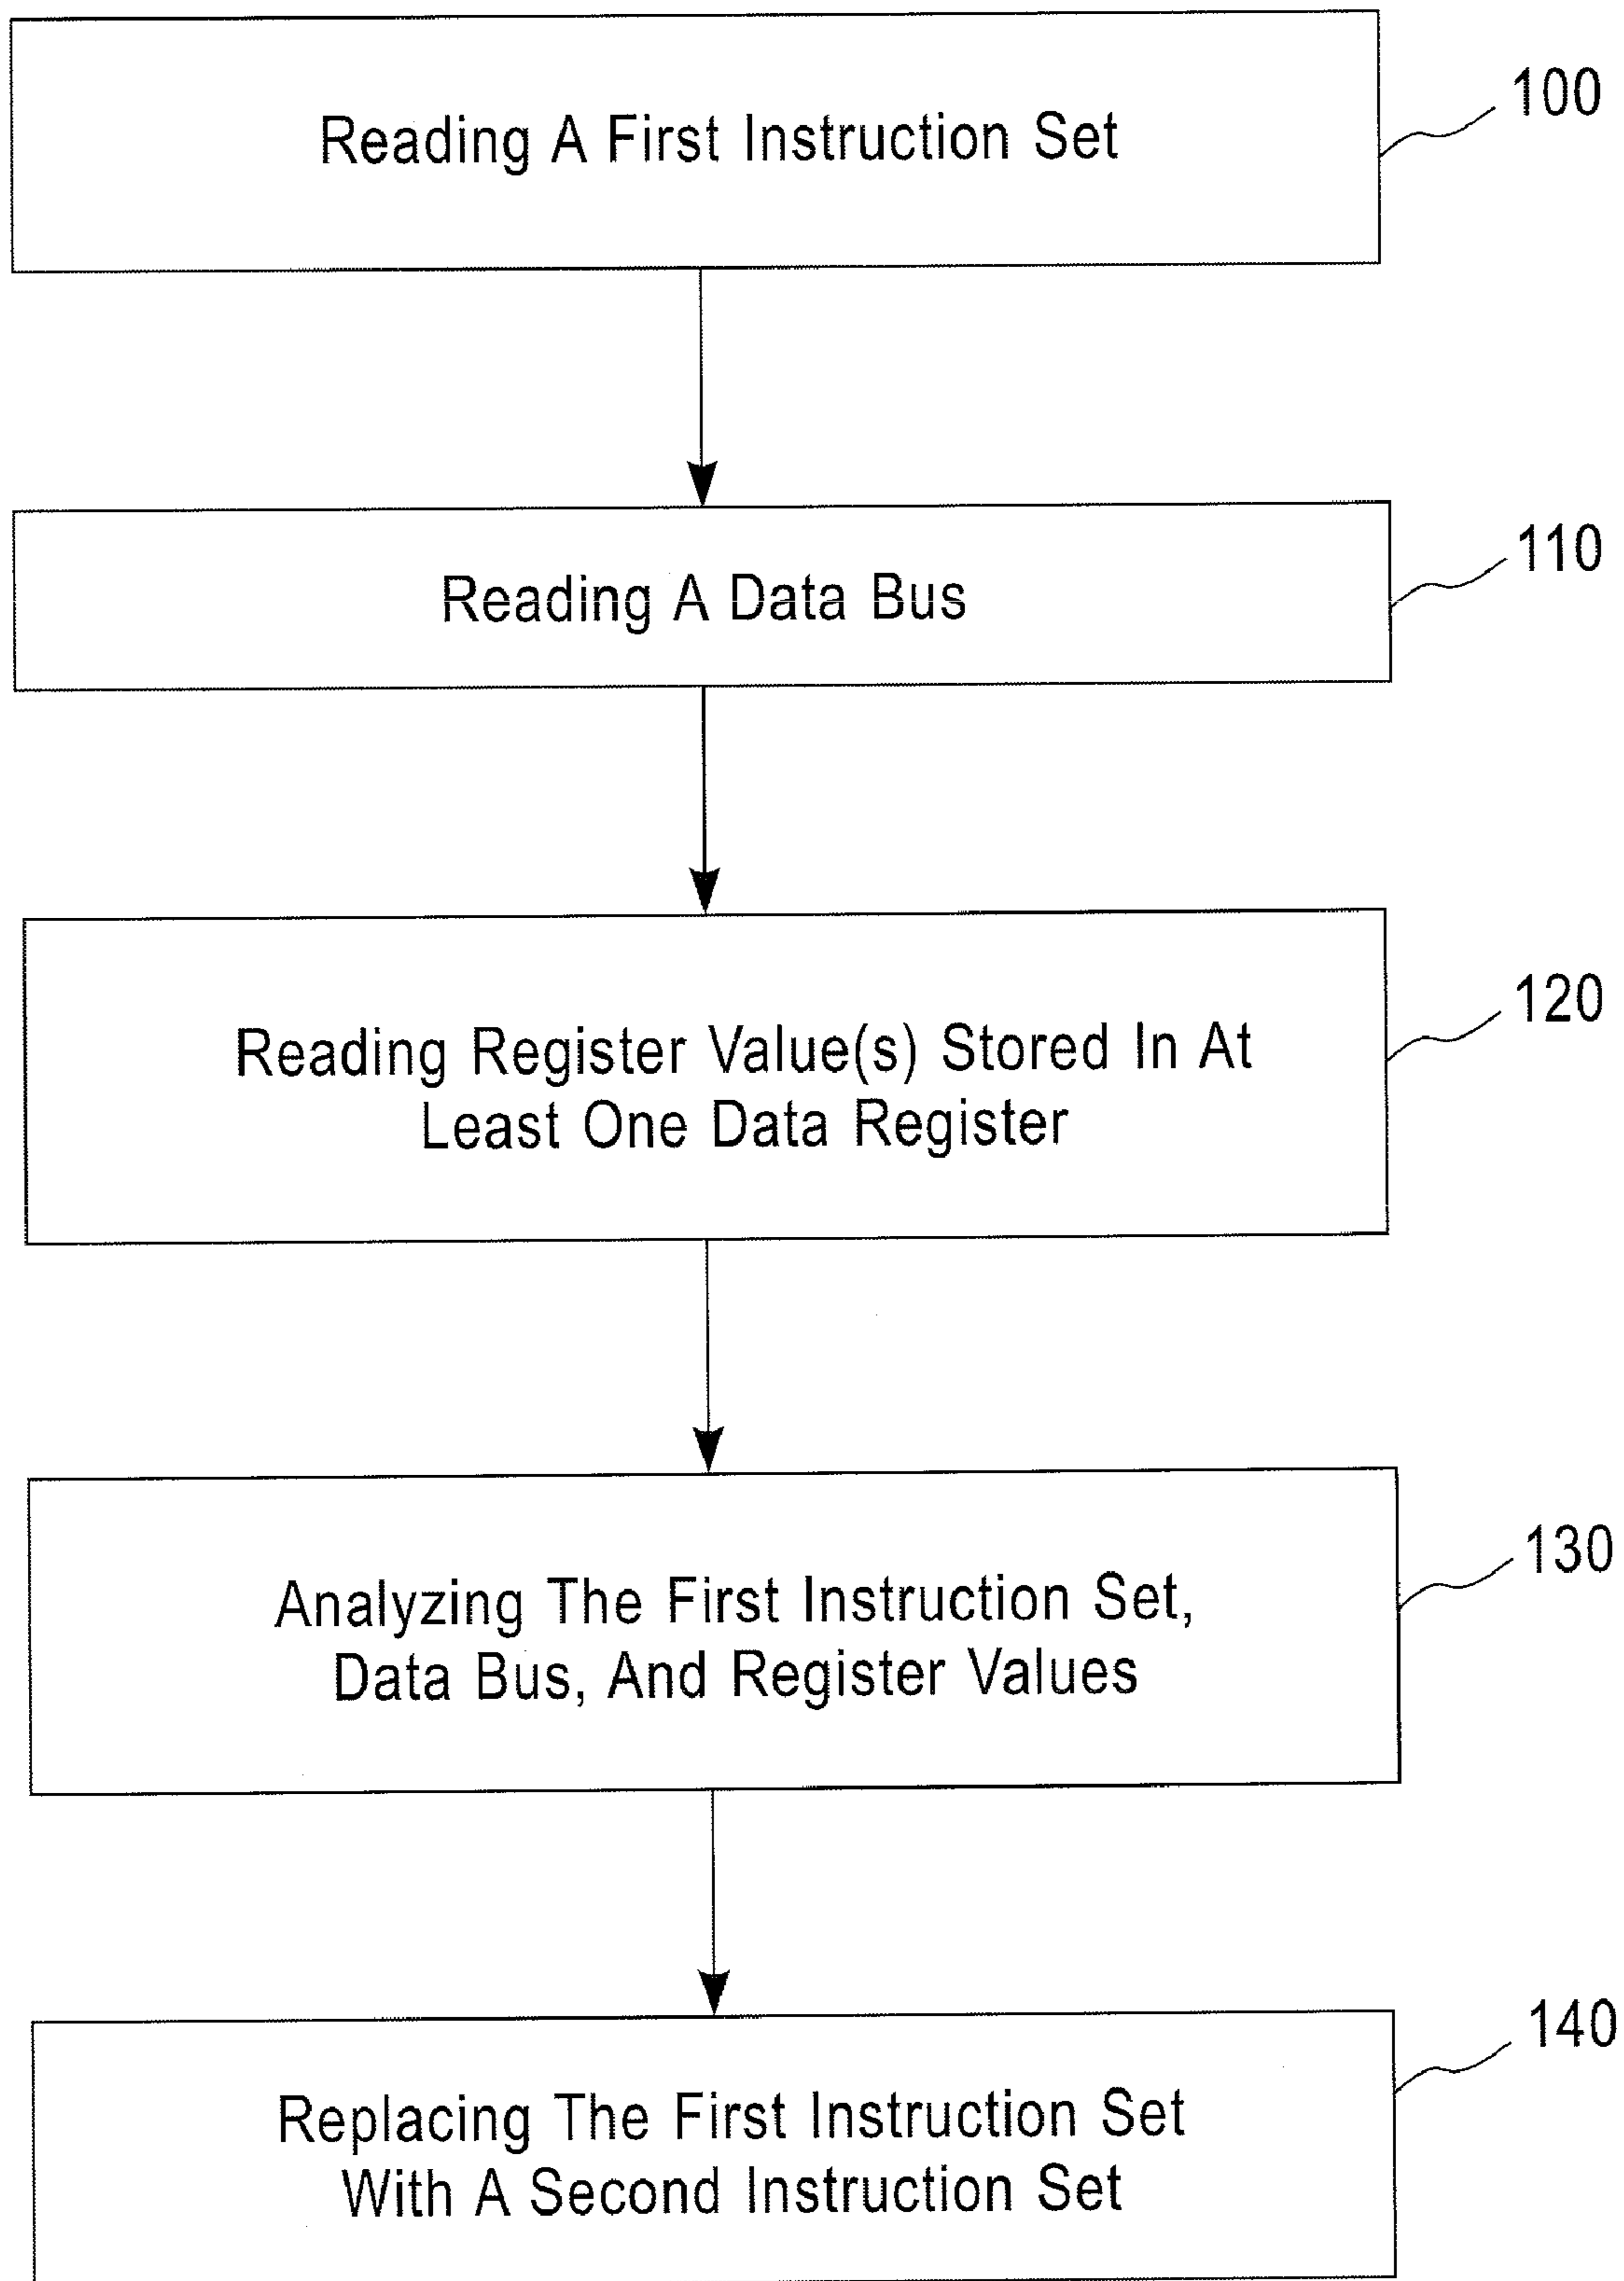 Reading A First Instruction Set
100
Reading A Data Bus
110
Reading Register Value(s) Stored In At
Least One Data Register
120
Analyzing The First Instruction Set,
Data Bus, And Register Values
130
Replacing The First Instruction Set
With A Second Instruction Set
140